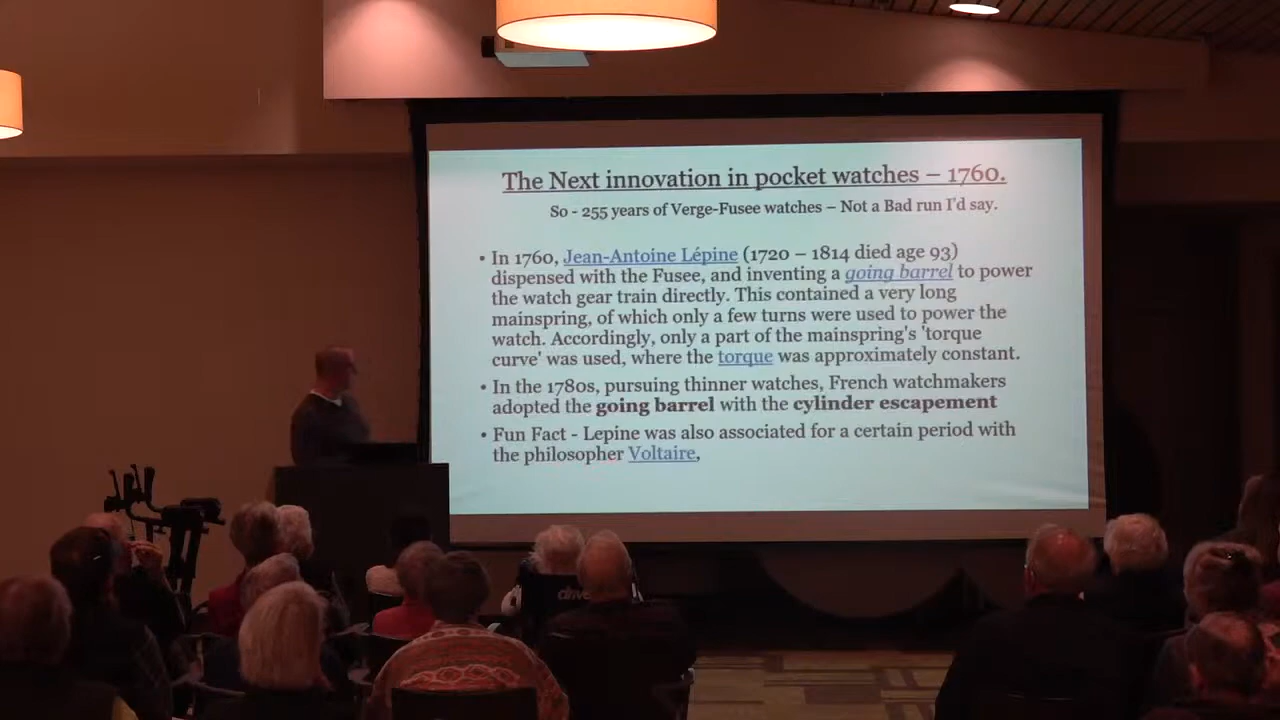 The Next innovation in pocket watches – 1760.
So - 255 years of Verge-Fusee watches – Not a Bad run I'd say.
• In 1760, Jean-Antoine Lépine (1720 – 1814 died age 93)
dispensed with the Fusee, and inventing a going barrel to power
the watch gear train directly. This contained a very long
mainspring, of which only a few turns were used to power the
watch. Accordingly, only a part of the mainspring's 'torque
curve' was used, where the torque was approximately constant.
• In the 1780s, pursuing thinner watches, French watchmakers
adopted the going barrel with the cylinder escapement
• Fun Fact - Lepine was also associated for a certain period with
the philosopher Voltaire,
drive